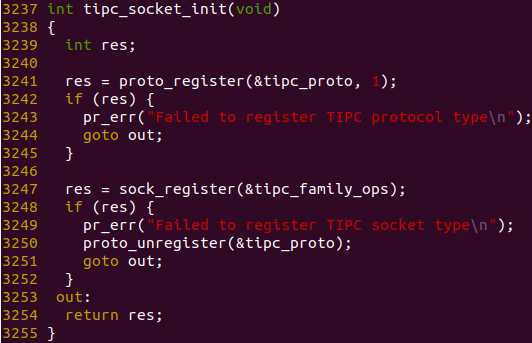 3237 int tipc_socket_init(void)
3238 {
3239   int res;
3240
3241   res = proto_register(&tipc_proto, 1);
3242   if (res) {
3243     pr_err("Failed to register TIPC protocol type\n");
3244     goto out;
3245   }
3246
3247   res = sock_register(&tipc_family_ops);
3248   if (res) {
3249     pr_err("Failed to register TIPC socket type\n");
3250     proto_unregister(&tipc_proto);
3251     goto out;
3252   }
3253  out:
3254   return res;
3255 }